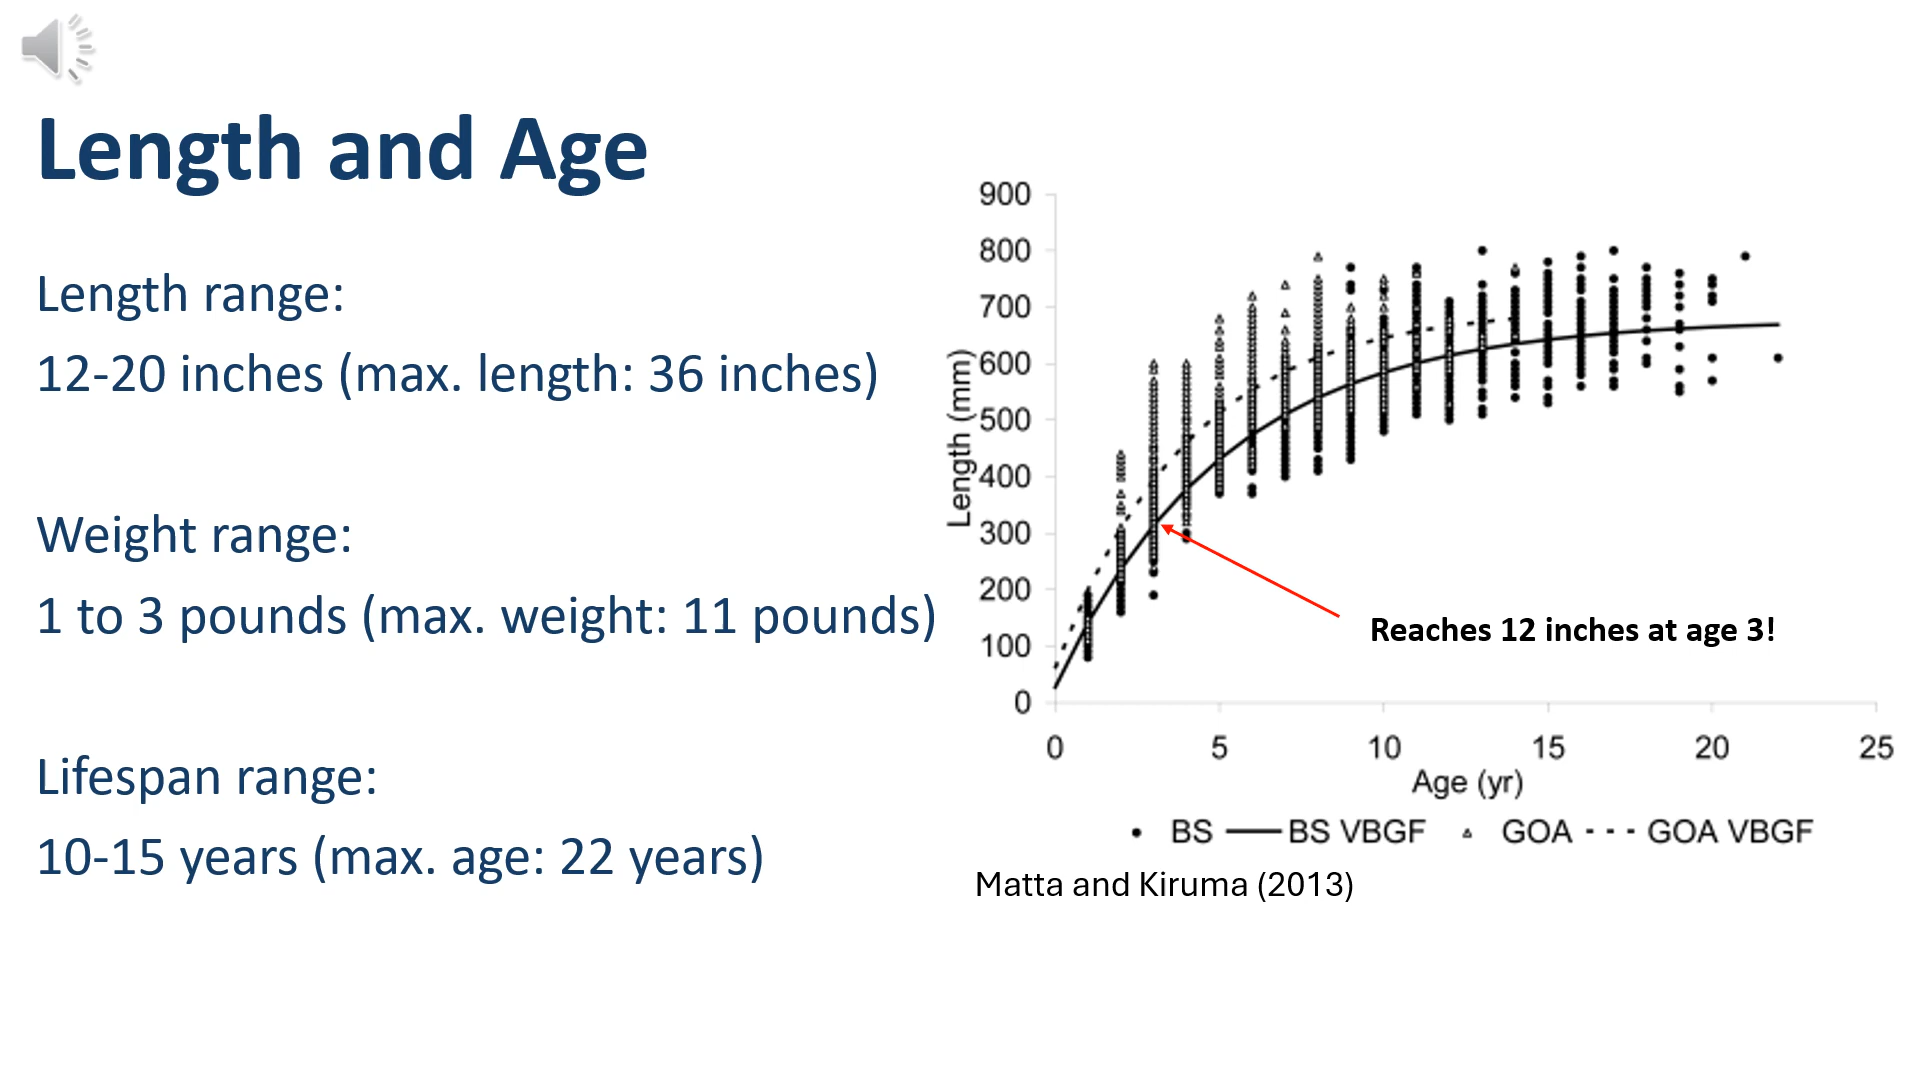 Length and Age
Length range:
12-20 inches (max. length: 36 inches)
Weight range:
1 to 3 pounds (max. weight: 11 pounds)
Lifespan range:
10-15 years (max. age: 22 years)
900
800
700
600
500
400
300
200
100
0
Length (mm)
0 5 10 15 20 25
Age (yr)
Reaches 12 inches at age 3!
BS BS VBGF GOA GOA VBGF
Matta and Kiruma (2013)